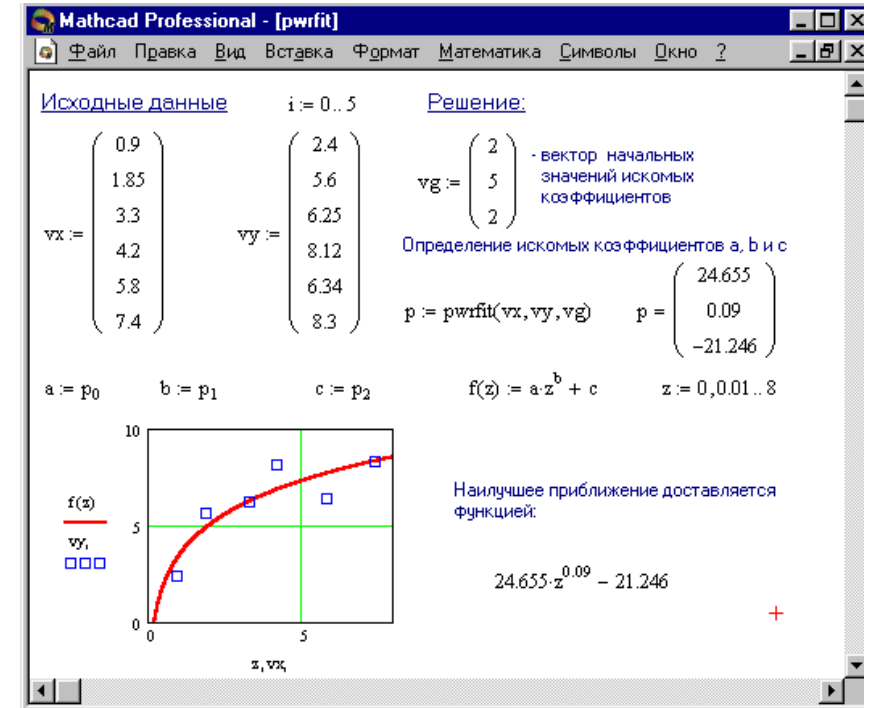 Mathcad Professional - [pwrfit]
Файл Правка Вид Вставка Формат Математика Символы Окно ?
Исходные данные i := 0.. 5 Решение:
vx :=
0.9
1.85
3.3
4.2
5.8
7.4
vy :=
2.4
5.6
6.25
8.12
6.34
8.3
vg :=
2
5
2
- вектор начальных
значений искомых
коэффициентов
Определение искомых коэффициентов a, b и c
p := pwrfit(vx,vy,vg)
p =
24.655
0.09
−21.246
a := p₀ b := p₁ c := p₂ f(z) := a·z^b + c z := 0,0.01.. 8
10
5
0
0 5
f(z)
vy,
z,vx,
Наилучшее приближение доставляется
функцией:
24.655·z^0.09 − 21.246